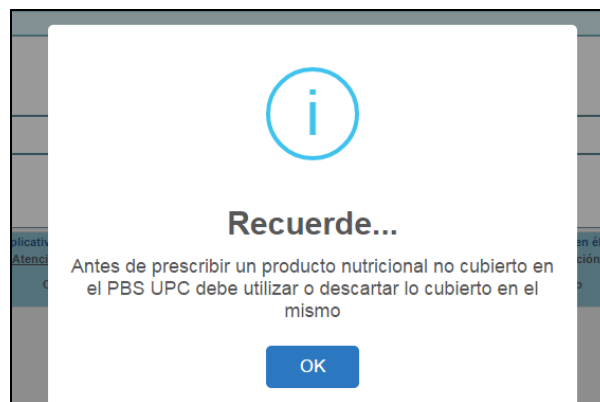 i
Recuerde...
Antes de prescribir un producto nutricional no cubierto en
el PBS UPC debe utilizar o descartar lo cubierto en el
mismo
OK